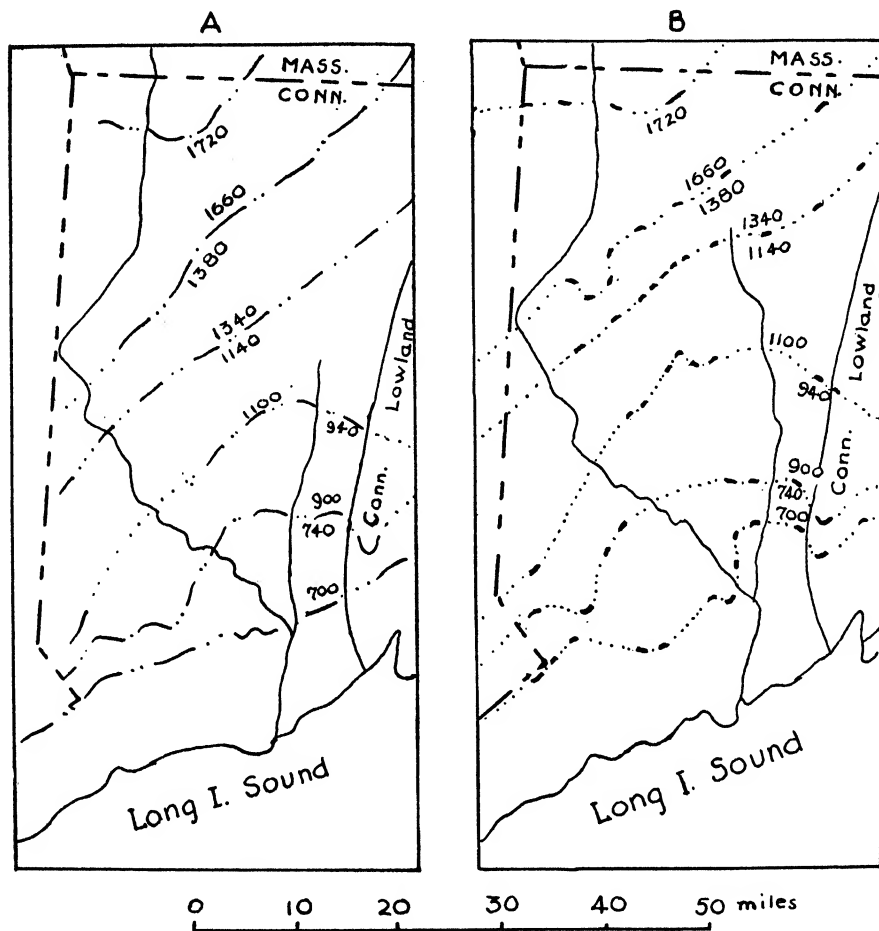 A
MASS.
CONN.
1720
1660
1380
1340
1140
1100
940
Lowland
Conn.
900
740
700
Long I. Sound
B
MASS.
CONN.
1720
1660
1380
1340
1140
1100
940
Lowland
Conn.
900
740
700
Long I. Sound
0 10 20 30 40 50 miles